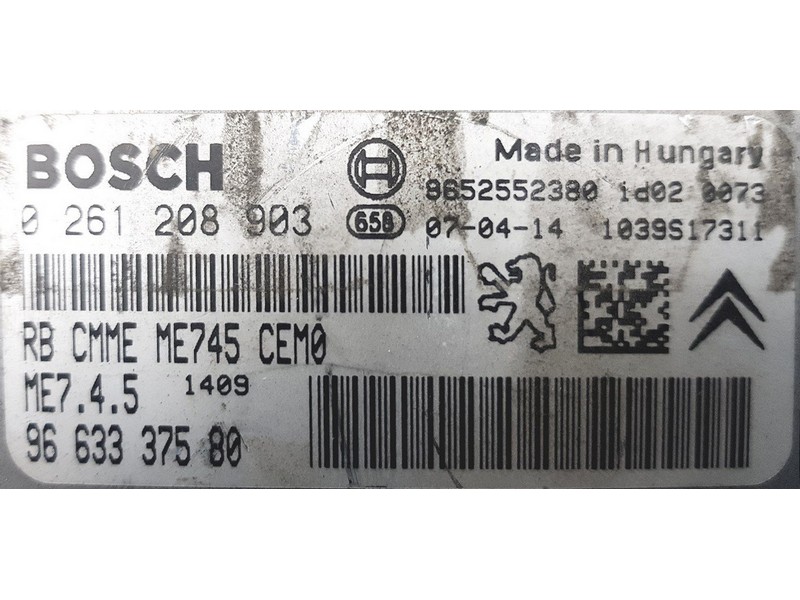 BOSCH
Made in Hungary
9652552380 id02 0073
0 261 208 903
658
07-04-14 1039S17311
RB CMME ME745 CEM0
ME7.4.5 1409
96 633 375 80